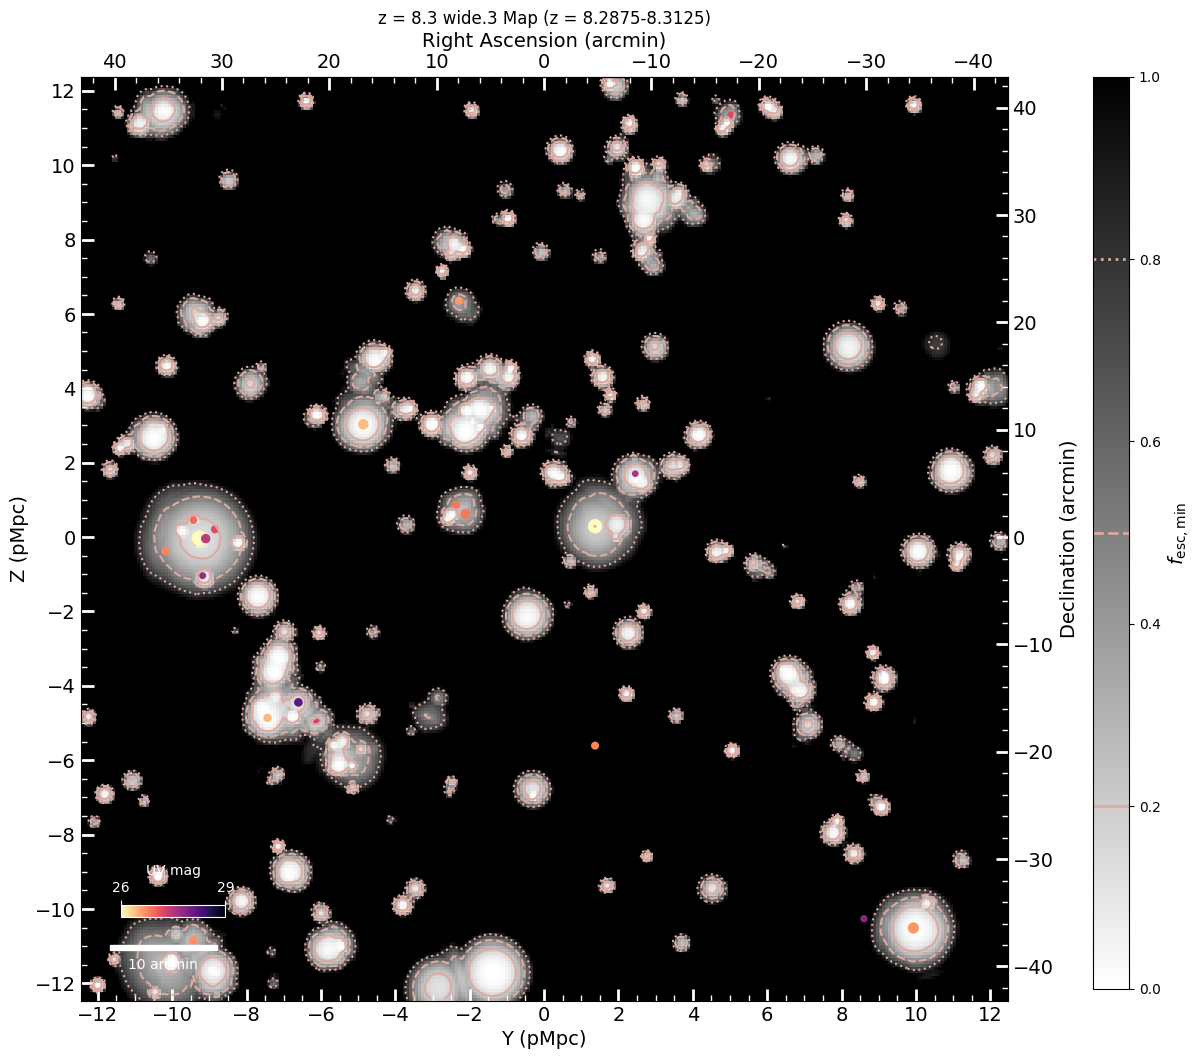 z = 8.3 wide.3 Map (z = 8.2875-8.3125)
Right Ascension (arcmin)
40 30 20 10 0 −10 −20 −30 −40
12
10
8
6
4
2
0
−2
−4
−6
−8
−10
−12
Z (pMpc)
UV mag
26 29
10 arcmin
−12 −10 −8 −6 −4 −2 0 2 4 6 8 10 12
Y (pMpc)
40
30
20
10
0
−10
−20
−30
−40
Declination (arcmin)
1.0
0.8
0.6
0.4
0.2
0.0
fesc,min